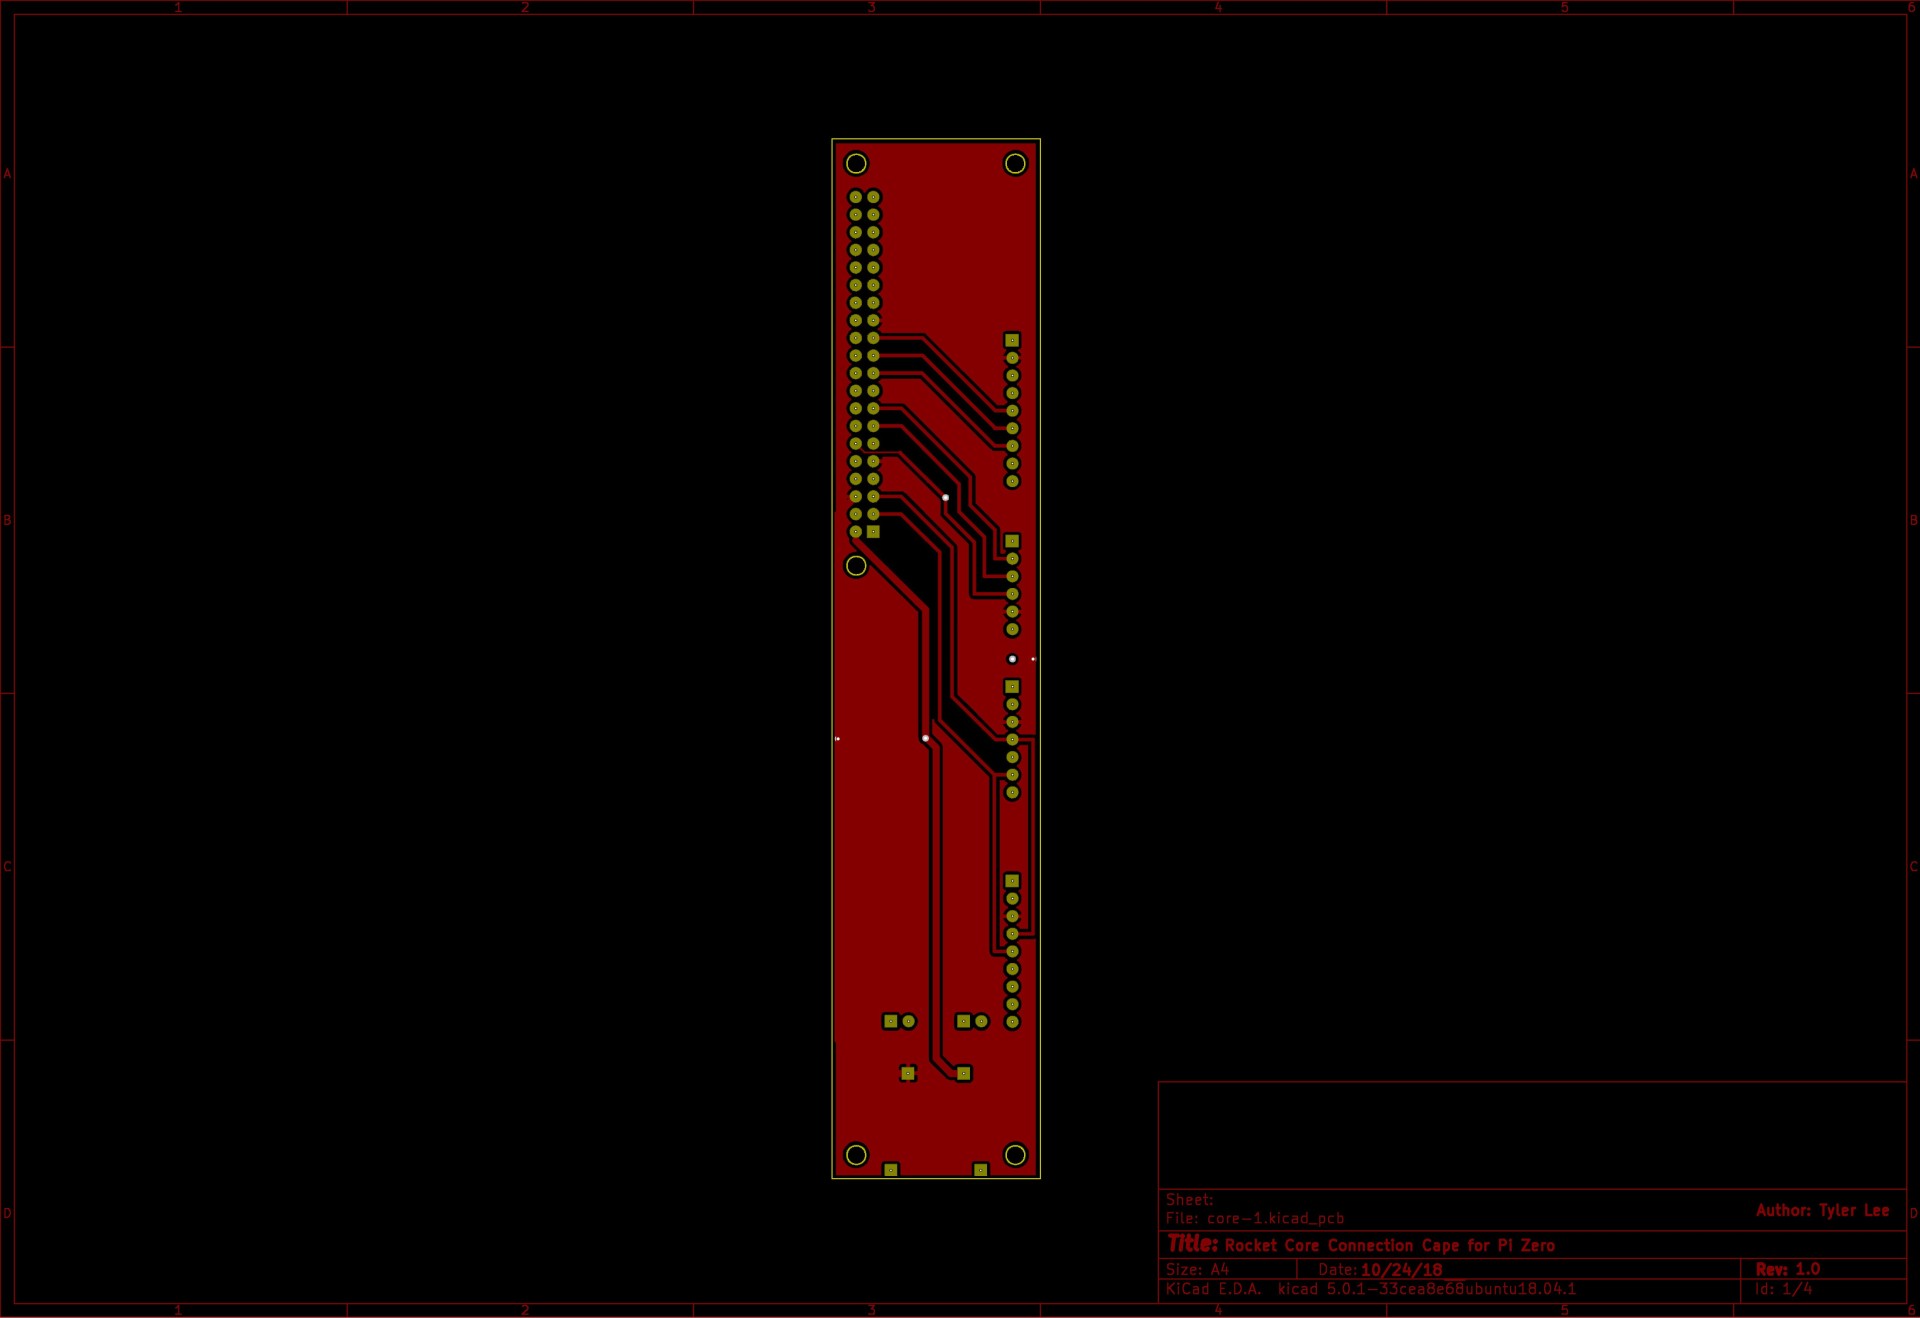 1 2 3 4 5 6
A A
B B
C C
D D
Sheet:
File: core-1.kicad_pcb
Author: Tyler Lee
Title: Rocket Core Connection Cape for Pi Zero
Size: A4 Date: 10/24/18__ Rev: 1.0
KiCad E.D.A. kicad 5.0.1-33cea8e68ubuntu18.04.1 Id: 1/4
1 2 3 4 5 6